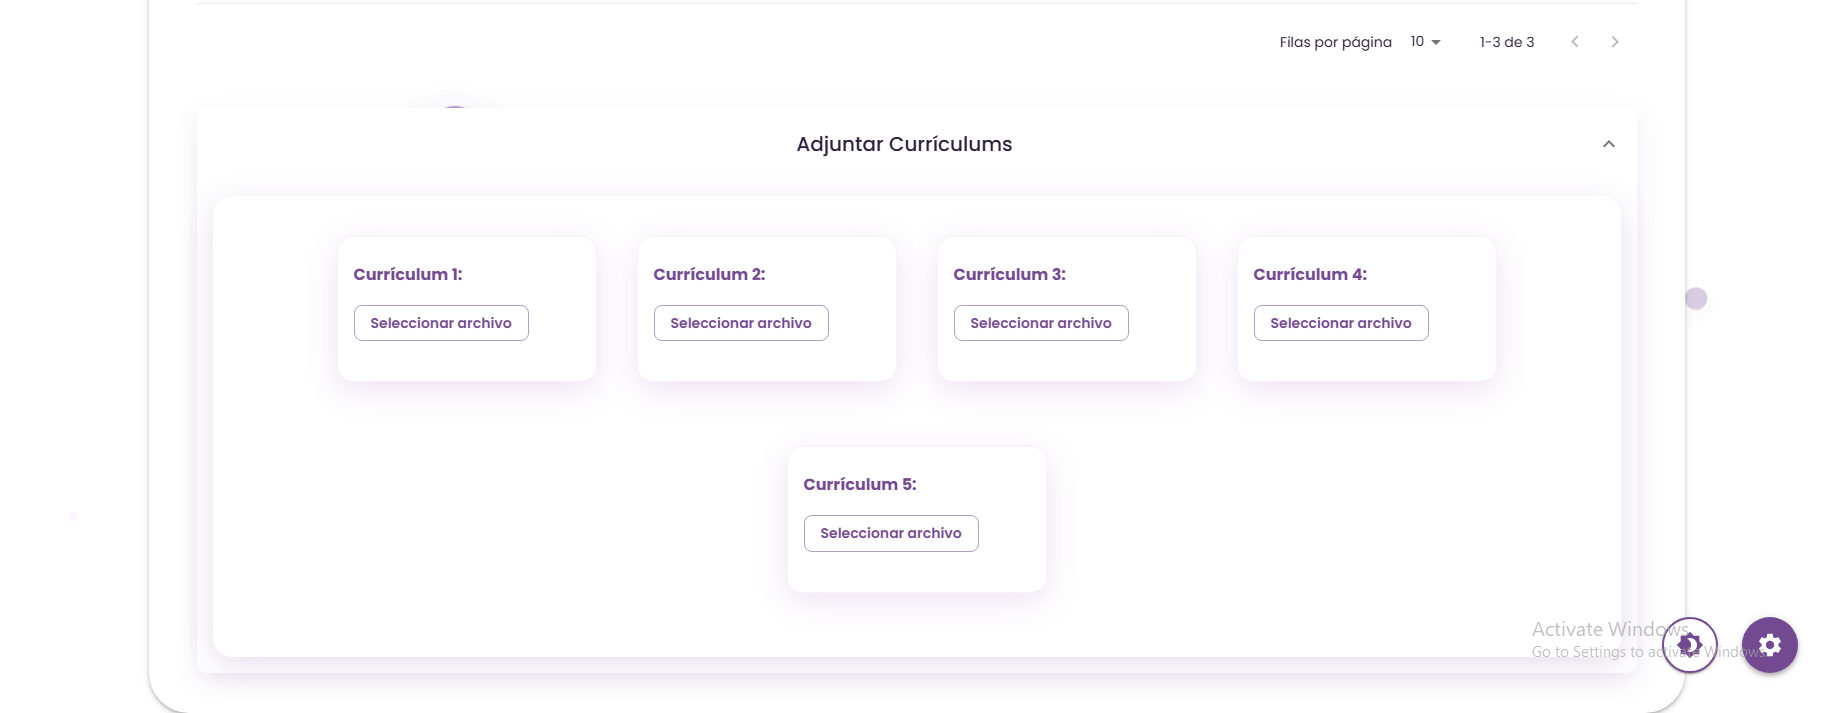 Filas por página 10 1-3 de 3
Adjuntar Currículums
Currículum 1: Currículum 2: Currículum 3: Currículum 4:
Seleccionar archivo Seleccionar archivo Seleccionar archivo Seleccionar archivo
Currículum 5:
Seleccionar archivo
Activate Windows
Go to Settings to activate Windows.